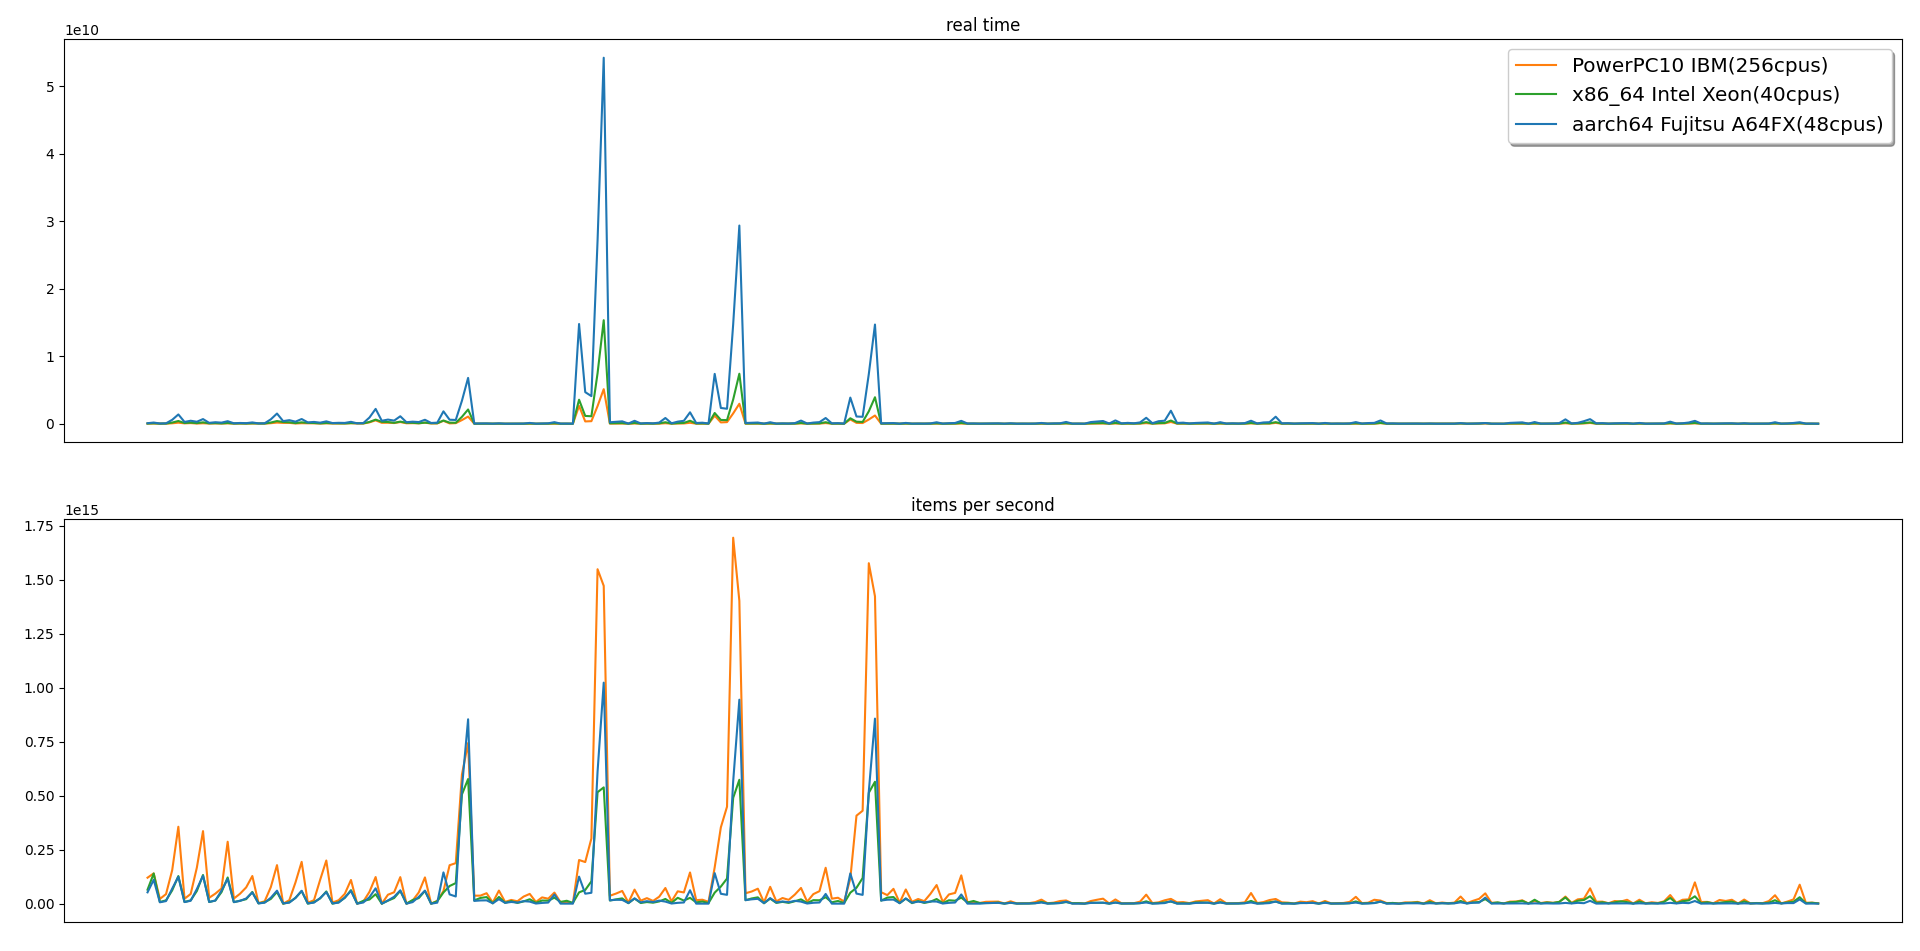 real time
1e10
5
4
3
2
1
0
PowerPC10 IBM(256cpus)
x86_64 Intel Xeon(40cpus)
aarch64 Fujitsu A64FX(48cpus)
items per second
1e15
1.75
1.50
1.25
1.00
0.75
0.50
0.25
0.00